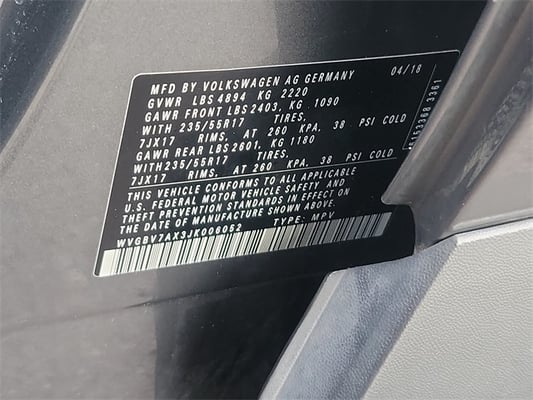 MFD BY VOLKSWAGEN AG GERMANY 04/18
GVWR LBS 4894 KG 2220
GAWR FRONT LBS 2403, KG 1090
WITH 235/55R17 TIRES,
7JX17 RIMS, AT 260 KPA, 38 PSI COLD
GAWR REAR LBS 2601, KG 1180
WITH 235/55R17 TIRES,
7JX17 RIMS, AT 260 KPA, 38 PSI COLD
THIS VEHICLE CONFORMS TO ALL APPLICABLE
U.S. FEDERAL MOTOR VEHICLE SAFETY AND
THEFT PREVENTION STANDARDS IN EFFECT ON
THE DATE OF MANUFACTURE SHOWN ABOVE.
WVGBV7AX3JK006052 TYPE: MPV
3361